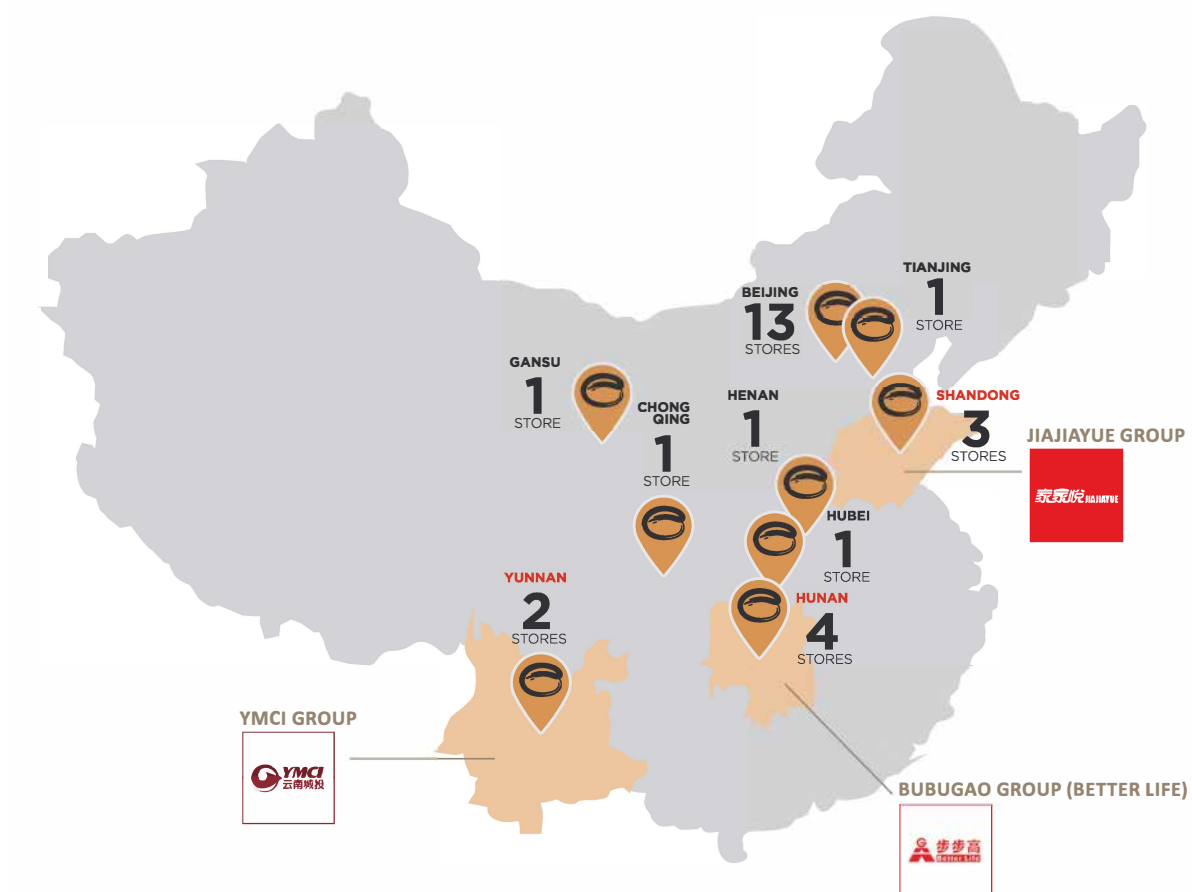 TIANJING
1
STORE
BEIJING
13
STORES
GANSU
1
STORE
CHONG
QING
1
STORE
HENAN
1
STORE
SHANDONG
3
STORES
JIAJIAYUE GROUP
家家悦 JIAJIAYUE
HUBEI
1
STORE
YUNNAN
2
STORES
HUNAN
4
STORES
YMCI GROUP
YMCI
云南城投
BUBUGAO GROUP (BETTER LIFE)
步步高
Better Life